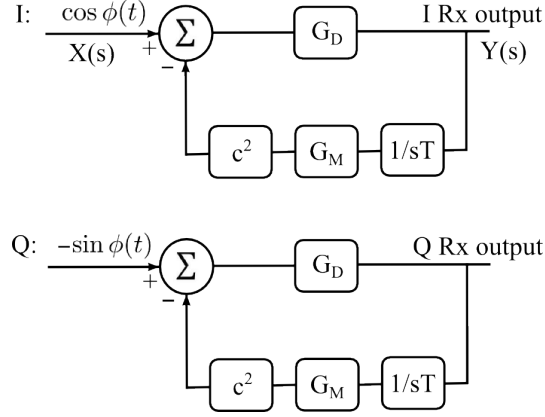 I: cos ϕ(t) Σ G_D I Rx output
X(s) + − Y(s)
c² G_M 1/sT
Q: −sin ϕ(t) Σ G_D Q Rx output
+ −
c² G_M 1/sT